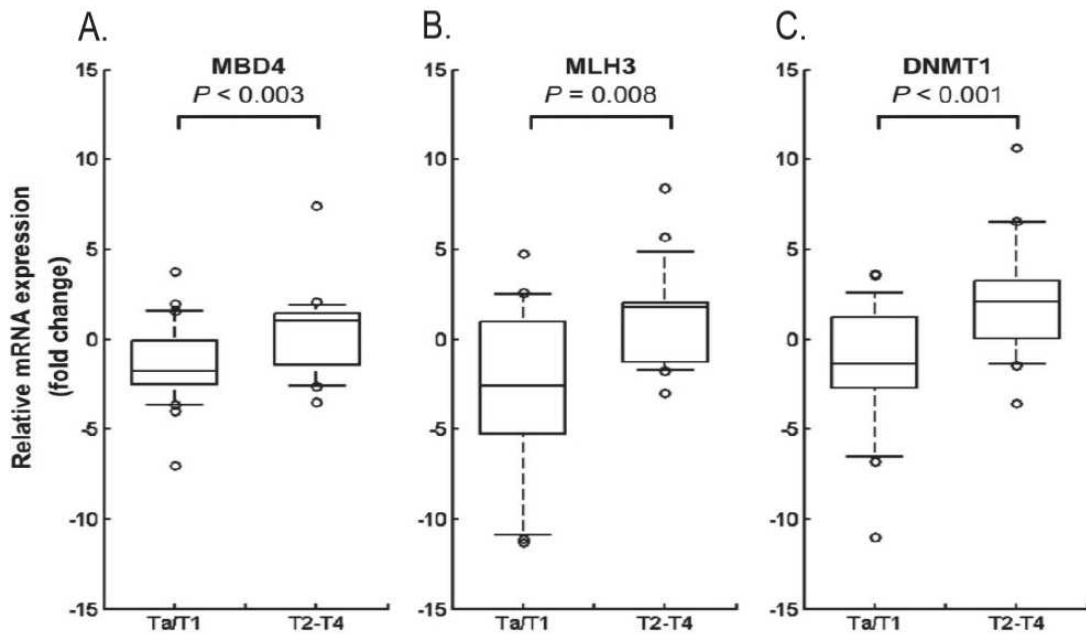 A.
MBD4
P < 0.003
Relative mRNA expression
(fold change)
15
10
5
0
-5
-10
-15
Ta/T1
T2-T4
B.
MLH3
P = 0.008
15
10
5
0
-5
-10
-15
Ta/T1
T2-T4
C.
DNMT1
P < 0.001
15
10
5
0
-5
-10
-15
Ta/T1
T2-T4